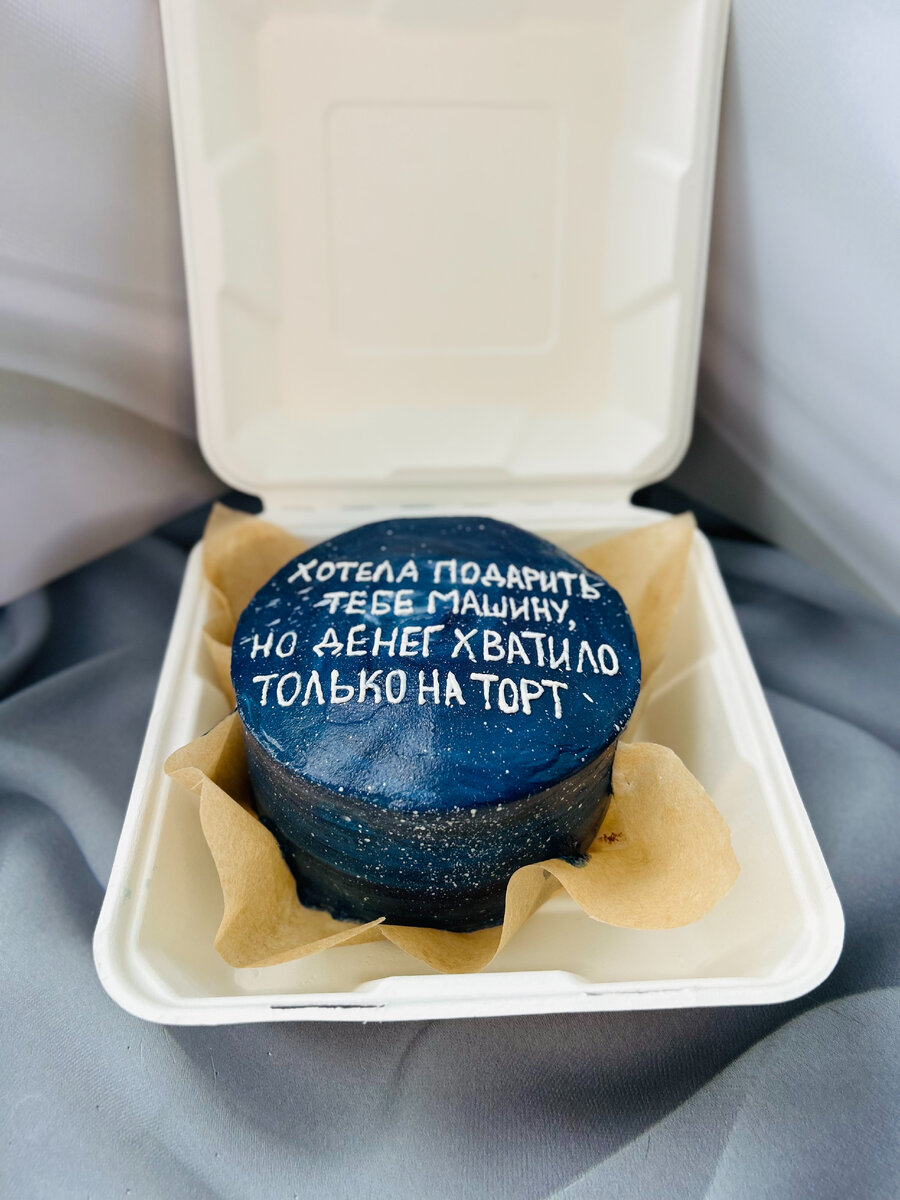 ХОТЕЛА ПОДАРИТЬ
ТЕБЕ МАШИНУ,
НО ДЕНЕГ ХВАТИЛО
ТОЛЬКО НА ТОРТ